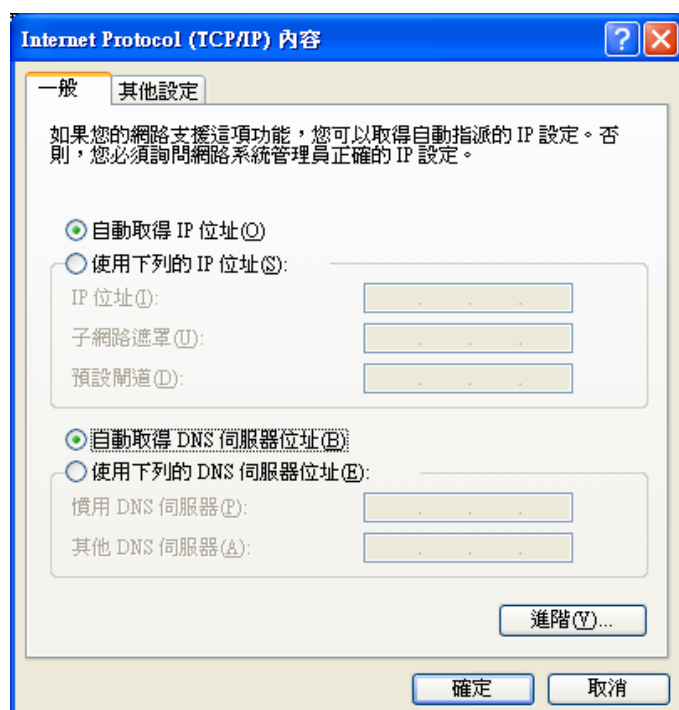 Internet Protocol (TCP/IP) 內容
一般 其他設定
如果您的網路支援這項功能，您可以取得自動指派的 IP 設定。否
則，您必須詢問網路系統管理員正確的 IP 設定。
自動取得 IP 位址(O)
使用下列的 IP 位址(S):
IP 位址(I):
子網路遮罩(U):
預設閘道(D):
自動取得 DNS 伺服器位址(B)
使用下列的 DNS 伺服器位址(E):
慣用 DNS 伺服器(P):
其他 DNS 伺服器(A):
進階(V)...
確定 取消